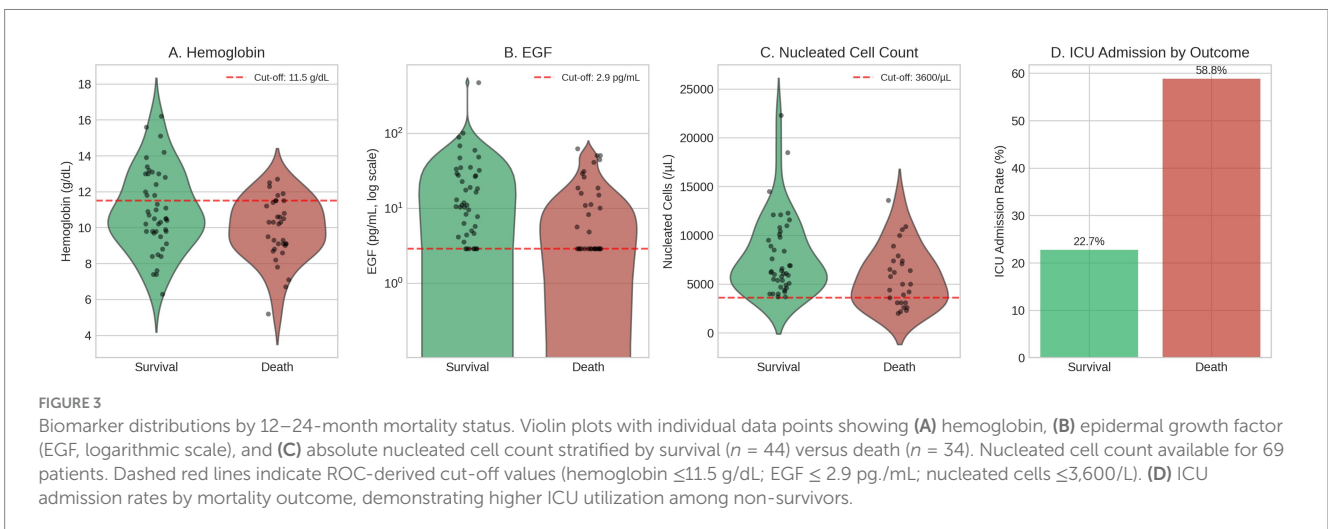 A. Hemoglobin
Cut-off: 11.5 g/dL
18
16
14
12
10
8
6
4
Hemoglobin (g/dL)
Survival
Death
B. EGF
Cut-off: 2.9 pg/mL
10²
10¹
10⁰
EGF (pg/mL, log scale)
Survival
Death
C. Nucleated Cell Count
Cut-off: 3600/µL
25000
20000
15000
10000
5000
0
Nucleated Cells (/µL)
Survival
Death
D. ICU Admission by Outcome
58.8%
22.7%
60
50
40
30
20
10
0
ICU Admission Rate (%)
Survival
Death
FIGURE 3
Biomarker distributions by 12–24-month mortality status. Violin plots with individual data points showing (A) hemoglobin, (B) epidermal growth factor
(EGF, logarithmic scale), and (C) absolute nucleated cell count stratified by survival (n = 44) versus death (n = 34). Nucleated cell count available for 69
patients. Dashed red lines indicate ROC-derived cut-off values (hemoglobin ≤11.5 g/dL; EGF ≤ 2.9 pg./mL; nucleated cells ≤3,600/L). (D) ICU
admission rates by mortality outcome, demonstrating higher ICU utilization among non-survivors.